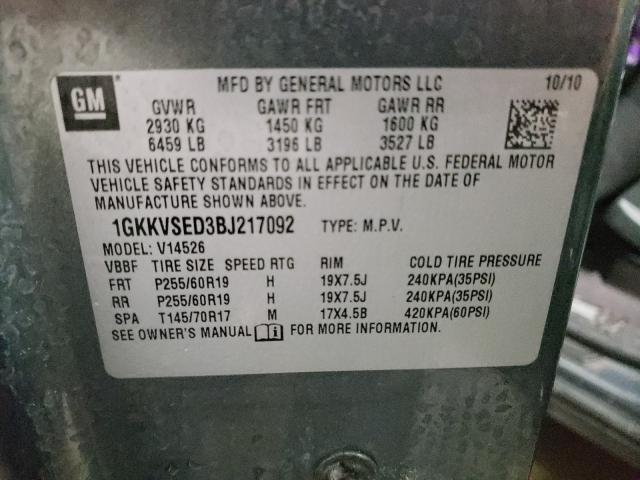 GM
MFD BY GENERAL MOTORS LLC 10/10
GVWR GAWR FRT GAWR RR
2930 KG 1450 KG 1600 KG
6459 LB 3196 LB 3527 LB
THIS VEHICLE CONFORMS TO ALL APPLICABLE U.S. FEDERAL MOTOR
VEHICLE SAFETY STANDARDS IN EFFECT ON THE DATE OF
MANUFACTURE SHOWN ABOVE.
1GKKVSED3BJ217092 TYPE: M.P.V.
MODEL: V14526
VBBF TIRE SIZE SPEED RTG RIM COLD TIRE PRESSURE
FRT P255/60R19 H 19X7.5J 240KPA(35PSI)
RR P255/60R19 H 19X7.5J 240KPA(35PSI)
SPA T145/70R17 M 17X4.5B 420KPA(60PSI)
SEE OWNER'S MANUAL FOR MORE INFORMATION.